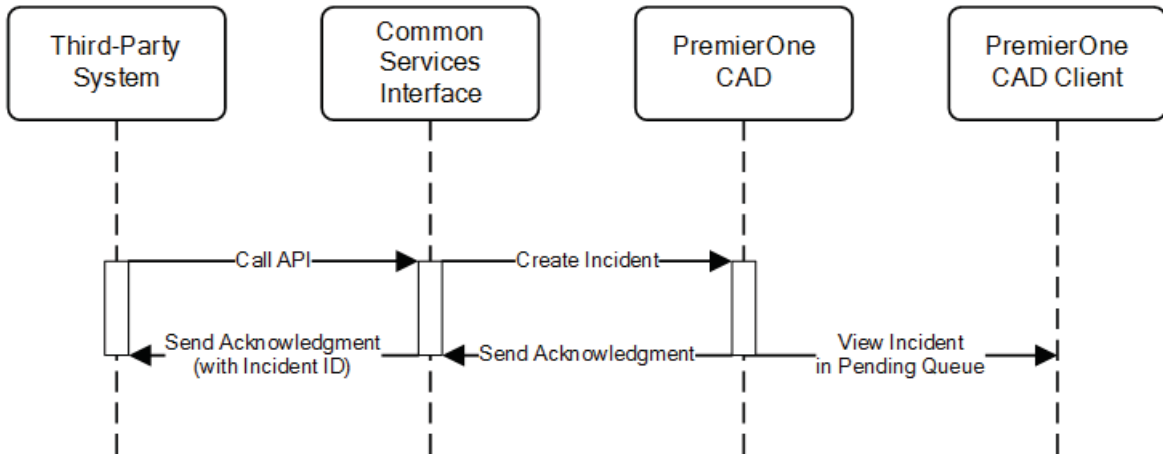 Third-Party
System
Common
Services
Interface
PremierOne
CAD
PremierOne
CAD Client
Call API
Create Incident
Send Acknowledgment
(with Incident ID)
Send Acknowledgment
View Incident
in Pending Queue